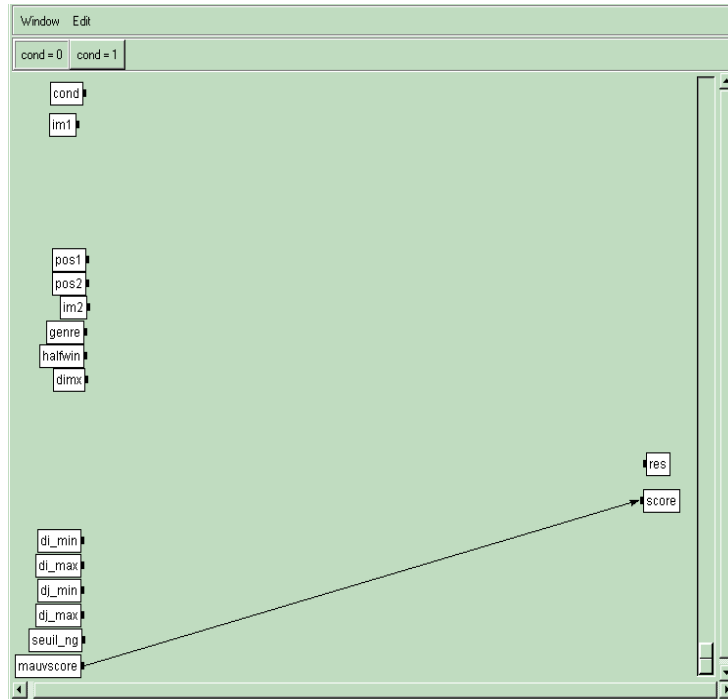 Window Edit
cond = 0 cond = 1
cond
im1
pos1
pos2
im2
genre
halfwin
dimx
res
score
di_min
di_max
dj_min
dj_max
seuil_ng
mauvscore